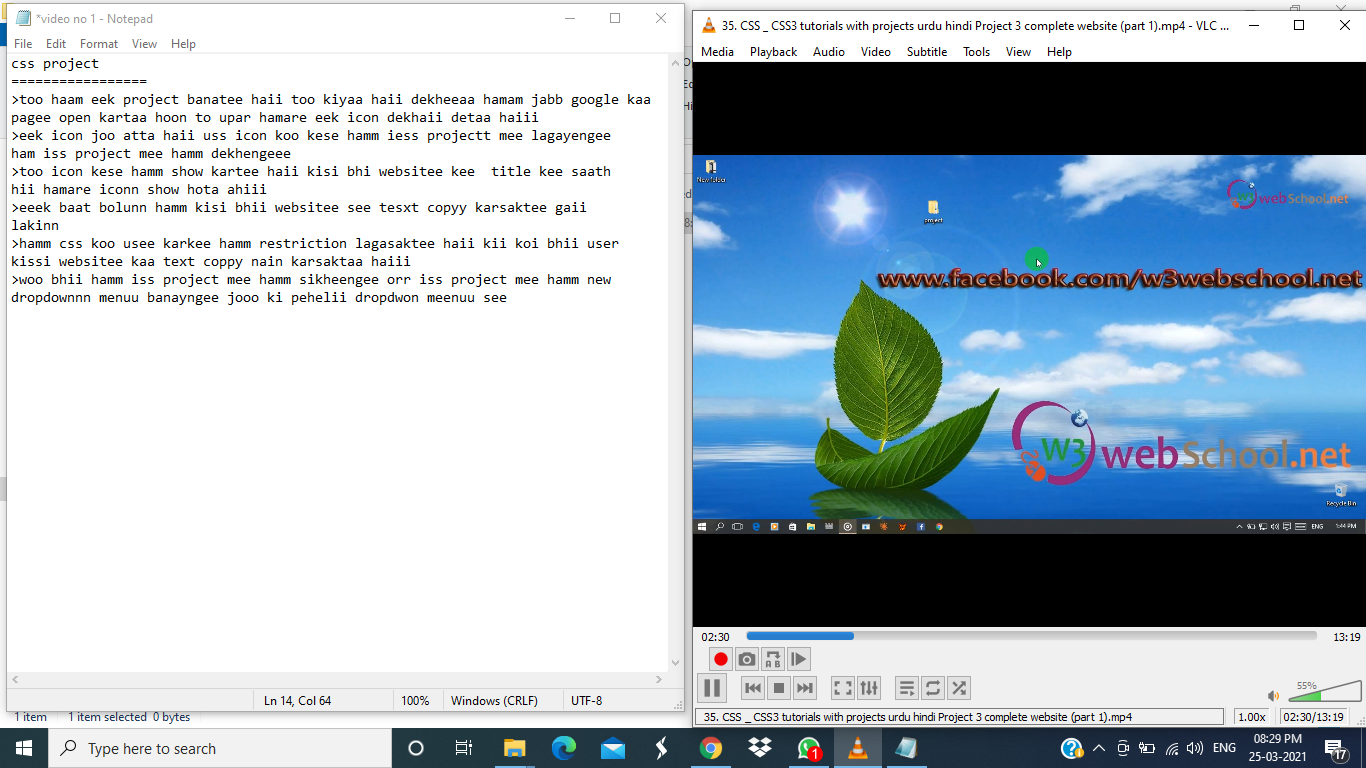 *video no 1 - Notepad
File Edit Format View Help
css project
=================
>too haam eek project banatee haii too kiyaa haii dekheeaa hamam jabb google kaa
pagee open kartaa hoon to upar hamare eek icon dekhaii detaa haiii
>eek icon joo atta haii uss icon koo kese hamm iess projectt mee lagayengee
ham iss project mee hamm dekhengeee
>too icon kese hamm show kartee haii kisi bhi websitee kee  title kee saath
hii hamare iconn show hota ahiii
>eeek baat bolunn hamm kisi bhii websitee see tesxt copyy karsaktee gaii
lakinn
>hamm css koo usee karkee hamm restriction lagasaktee haii kii koi bhii user
kissi websitee kaa text coppy nain karsaktaa haiii
>woo bhii hamm iss project mee hamm sikheengee orr iss project mee hamm new
dropdownnn menuu banayngee jooo ki pehelii dropdwon meenuu see
Ln 14, Col 64 100% Windows (CRLF) UTF-8
1 item 1 item selected 0 bytes
35. CSS _ CSS3 tutorials with projects urdu hindi Project 3 complete website (part 1).mp4 - VLC ...
Media Playback Audio Video Subtitle Tools View Help
New folder
project
webSchool.net
www.facebook.com/w3webschool.net
W3 webSchool.net
Recycle Bin
ENG 1:44 PM
02:30 13:19
A B
55%
35. CSS _ CSS3 tutorials with projects urdu hindi Project 3 complete website (part 1).mp4 1.00x 02:30/13:19
Type here to search
1
ENG
08:29 PM
25-03-2021
17